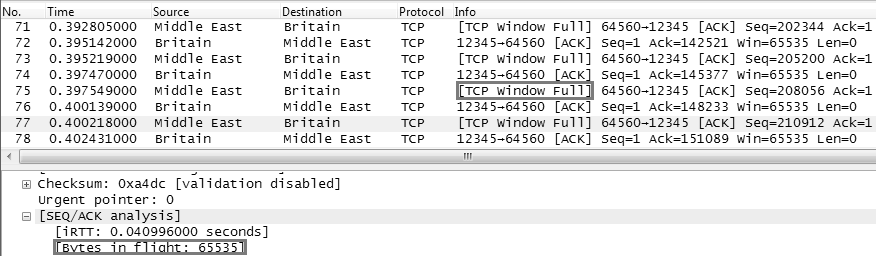 No. Time Source Destination Protocol Info
71 0.392805000 Middle East Britain TCP [TCP Window Full] 64560→12345 [ACK] Seq=202344 Ack=1
72 0.395142000 Britain Middle East TCP 12345→64560 [ACK] Seq=1 Ack=142521 Win=65535 Len=0
73 0.395219000 Middle East Britain TCP [TCP Window Full] 64560→12345 [ACK] Seq=205200 Ack=1
74 0.397470000 Britain Middle East TCP 12345→64560 [ACK] Seq=1 Ack=145377 Win=65535 Len=0
75 0.397549000 Middle East Britain TCP [TCP Window Full] 64560→12345 [ACK] Seq=208056 Ack=1
76 0.400139000 Britain Middle East TCP 12345→64560 [ACK] Seq=1 Ack=148233 Win=65535 Len=0
77 0.400218000 Middle East Britain TCP [TCP Window Full] 64560→12345 [ACK] Seq=210912 Ack=1
78 0.402431000 Britain Middle East TCP 12345→64560 [ACK] Seq=1 Ack=151089 Win=65535 Len=0
Checksum: 0xa4dc [validation disabled]
Urgent pointer: 0
[SEQ/ACK analysis]
[iRTT: 0.040996000 seconds]
[Bytes in flight: 65535]